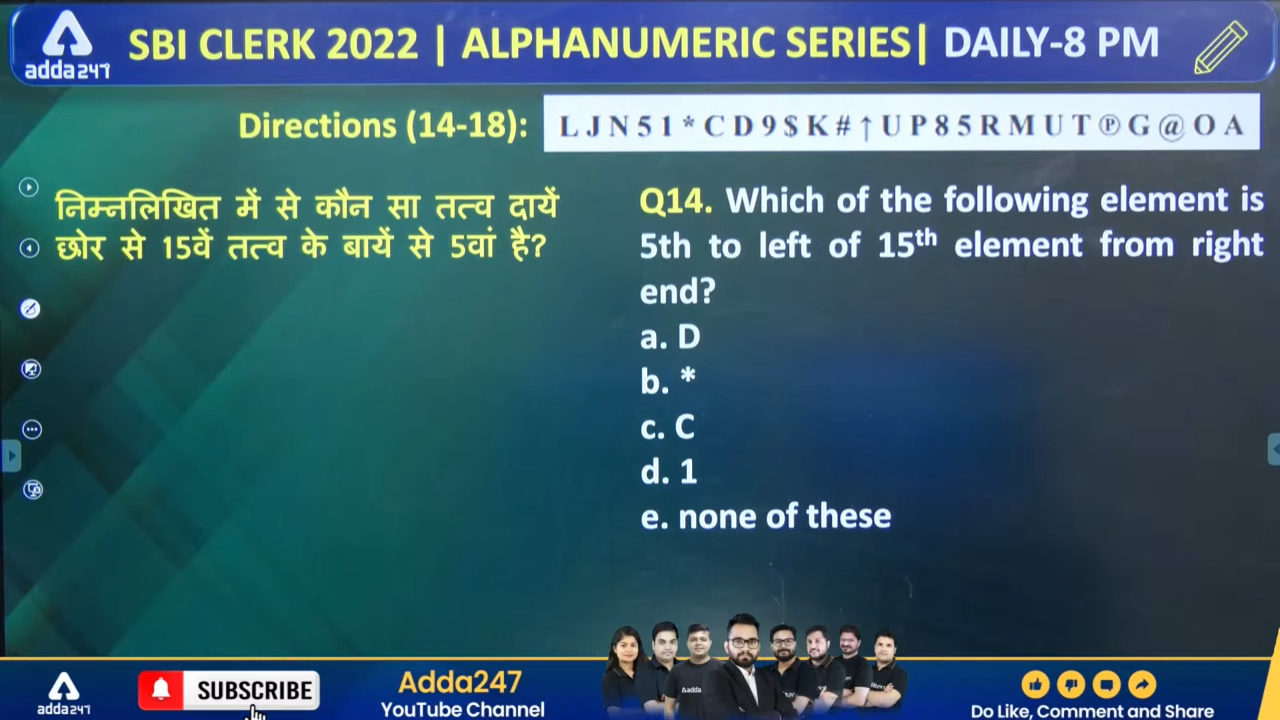 adda247
SBI CLERK 2022 | ALPHANUMERIC SERIES| DAILY-8 PM
Directions (14-18): L J N 5 1 * C D 9 $ K # ↑ U P 8 5 R M U T Ⓟ G @ O A
निम्नलिखित में से कौन सा तत्व दायें
छोर से 15वें तत्व के बायें से 5वां है?
Q14. Which of the following element is
5th to left of 15th element from right
end?
a. D
b. *
c. C
d. 1
e. none of these
adda247
SUBSCRIBE
Adda247
YouTube Channel
Do Like, Comment and Share